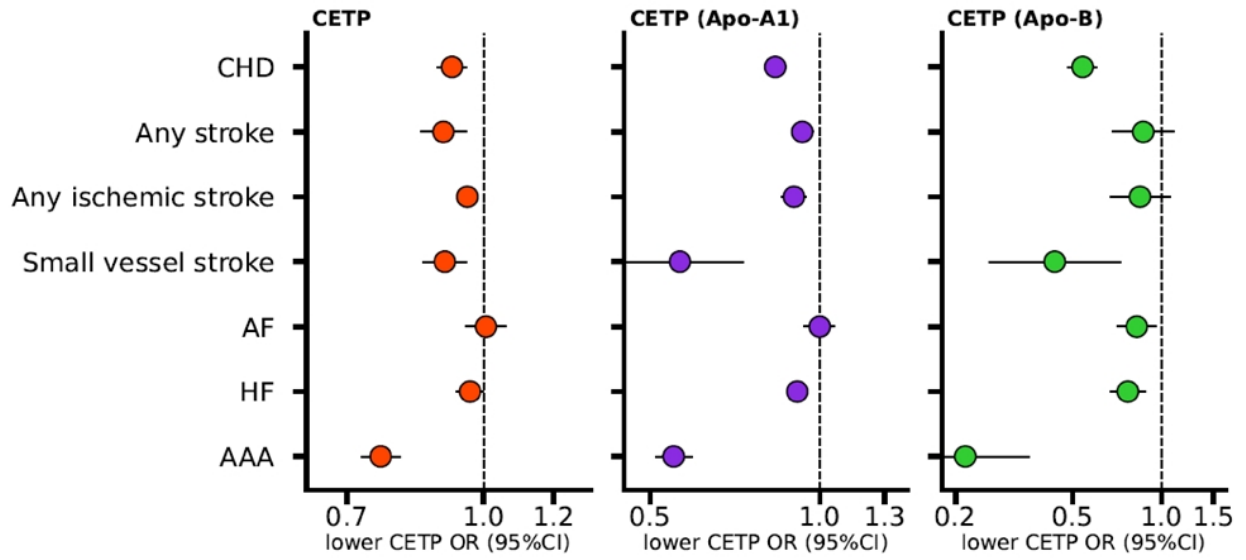 CETP
CETP (Apo-A1)
CETP (Apo-B)
CHD
Any stroke
Any ischemic stroke
Small vessel stroke
AF
HF
AAA
0.7 1.0 1.2
0.5 1.0 1.3
0.2 0.5 1.0 1.5
lower CETP OR (95%CI)
lower CETP OR (95%CI)
lower CETP OR (95%CI)